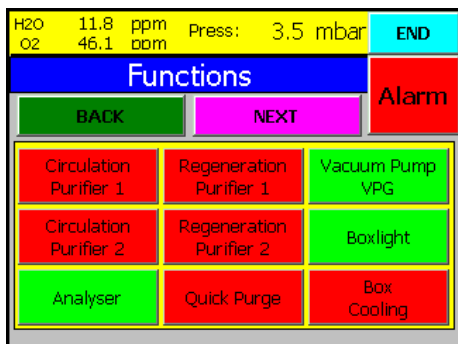 H2O 11.8 ppm Press: 3.5 mbar END
O2 46.1 ppm
Functions
Alarm
BACK NEXT
Circulation Purifier 1
Regeneration Purifier 1
Vacuum Pump VPG
Circulation Purifier 2
Regeneration Purifier 2
Boxlight
Analyser
Quick Purge
Box Cooling